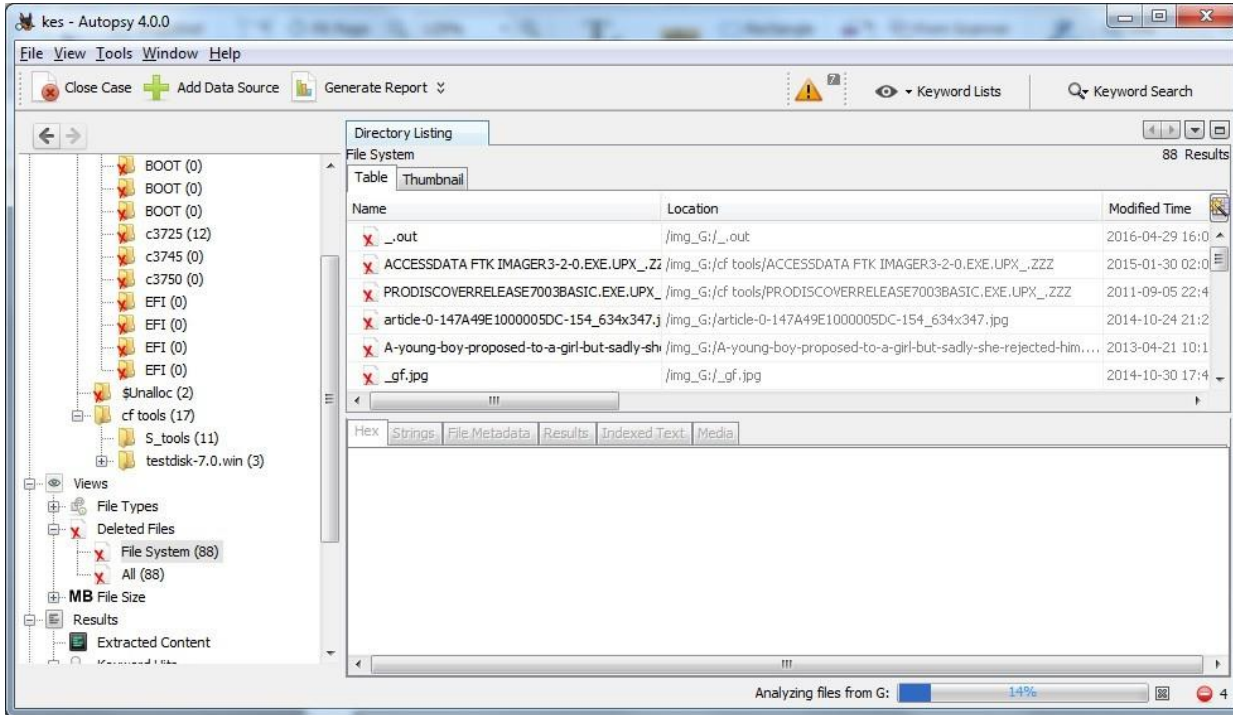 kes - Autopsy 4.0.0
File View Tools Window Help
Close Case Add Data Source Generate Report 7 Keyword Lists Keyword Search
BOOT (0)
BOOT (0)
BOOT (0)
c3725 (12)
c3745 (0)
c3750 (0)
EFI (0)
EFI (0)
EFI (0)
EFI (0)
$Unalloc (2)
cf tools (17)
S_tools (11)
testdisk-7.0.win (3)
Views
File Types
Deleted Files
File System (88)
All (88)
MB File Size
Results
Extracted Content
Directory Listing
File System 88 Results
Table Thumbnail
Name Location Modified Time
_.out /img_G:/_.out 2016-04-29 16:0
ACCESSDATA FTK IMAGER3-2-0.EXE.UPX_.ZZ /img_G:/cf tools/ACCESSDATA FTK IMAGER3-2-0.EXE.UPX_.ZZZ 2015-01-30 02:0
PRODISCOVERRELEASE7003BASIC.EXE.UPX_ /img_G:/cf tools/PRODISCOVERRELEASE7003BASIC.EXE.UPX_.ZZZ 2011-09-05 22:4
article-0-147A49E1000005DC-154_634x347.j /img_G:/article-0-147A49E1000005DC-154_634x347.jpg 2014-10-24 21:2
A-young-boy-proposed-to-a-girl-but-sadly-sh /img_G:/A-young-boy-proposed-to-a-girl-but-sadly-she-rejected-him.... 2013-04-21 10:1
_gf.jpg /img_G:/_gf.jpg 2014-10-30 17:4
Hex Strings File Metadata Results Indexed Text Media
Analyzing files from G: 14% 4